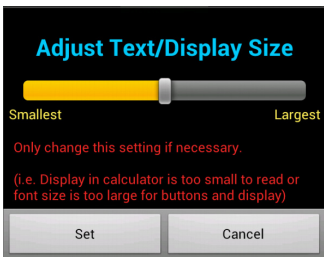 Adjust Text/Display Size
Smallest Largest
Only change this setting if necessary.
(i.e. Display in calculator is too small to read or
font size is too large for buttons and display)
Set Cancel